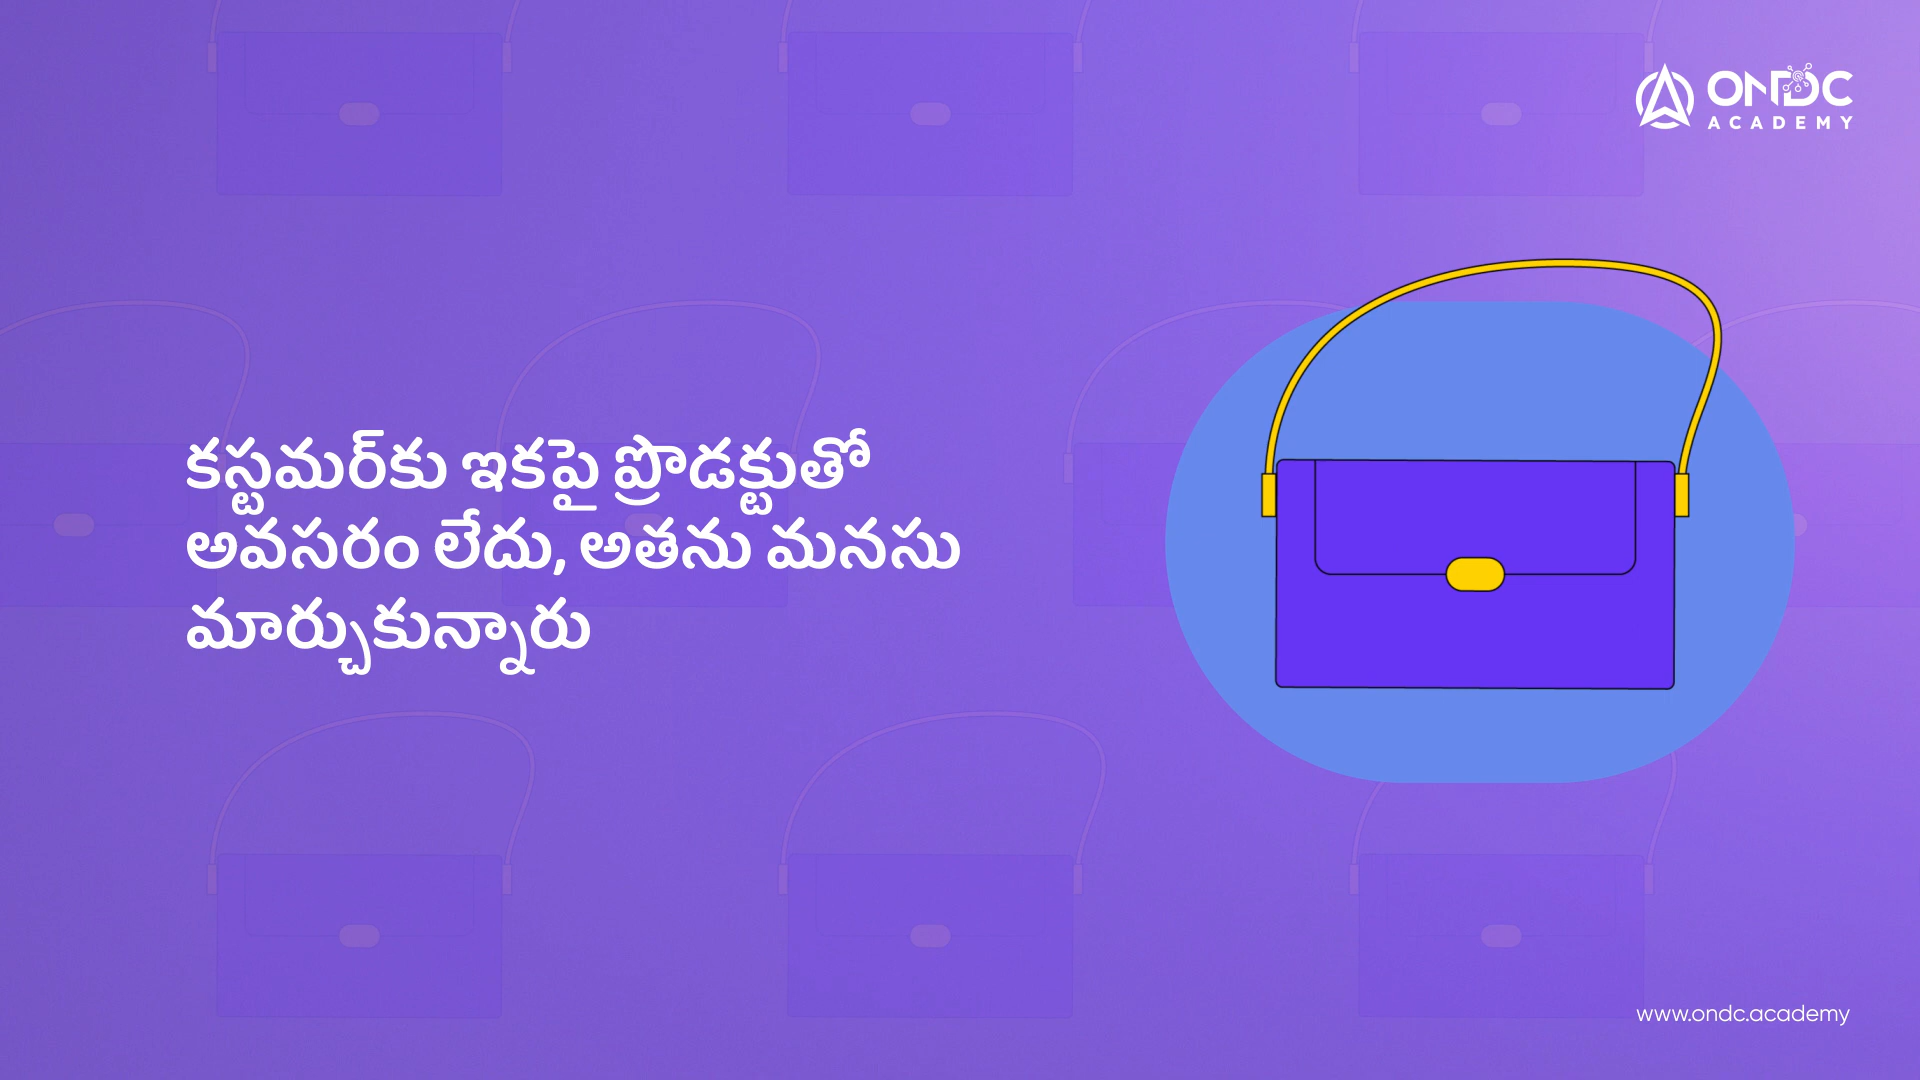 ONDC
ACADEMY
కస్టమర్‌కు ఇకపై ప్రొడక్టుతో
అవసరం లేదు, అతను మనసు
మార్చుకున్నారు
www.ondc.academy